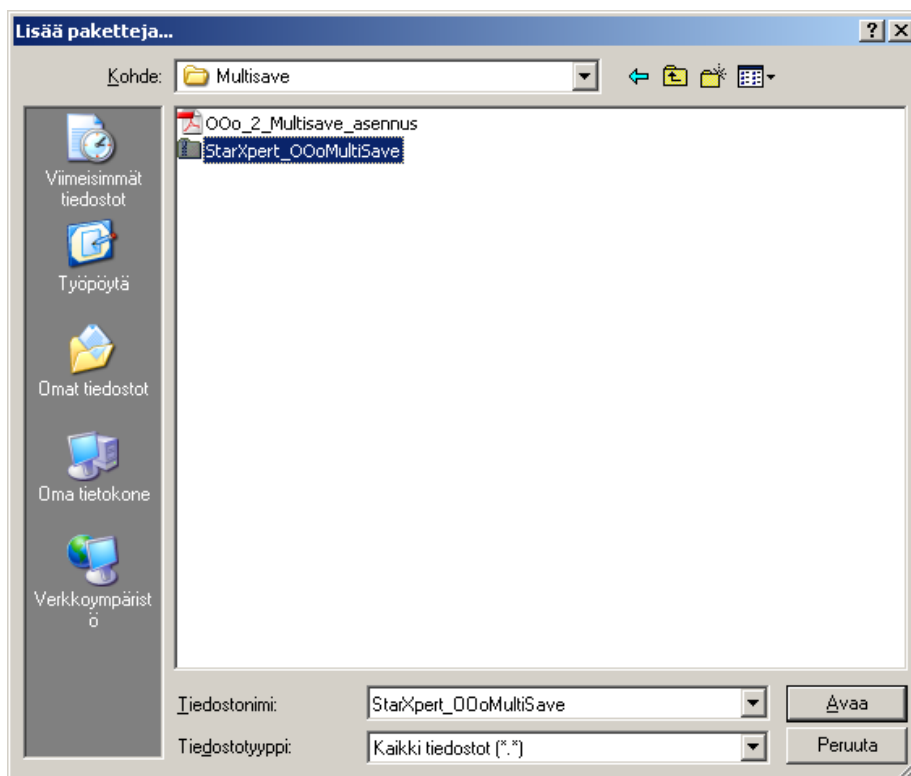 Lisää paketteja...
Kohde:
Multisave
OOo_2_Multisave_asennus
StarXpert_OOoMultiSave
Viimeisimmät
tiedostot
Työpöytä
Omat tiedostot
Oma tietokone
Verkkoympärist
ö
Tiedostonimi:
StarXpert_OOoMultiSave
Avaa
Tiedostotyyppi:
Kaikki tiedostot (*.*)
Peruuta